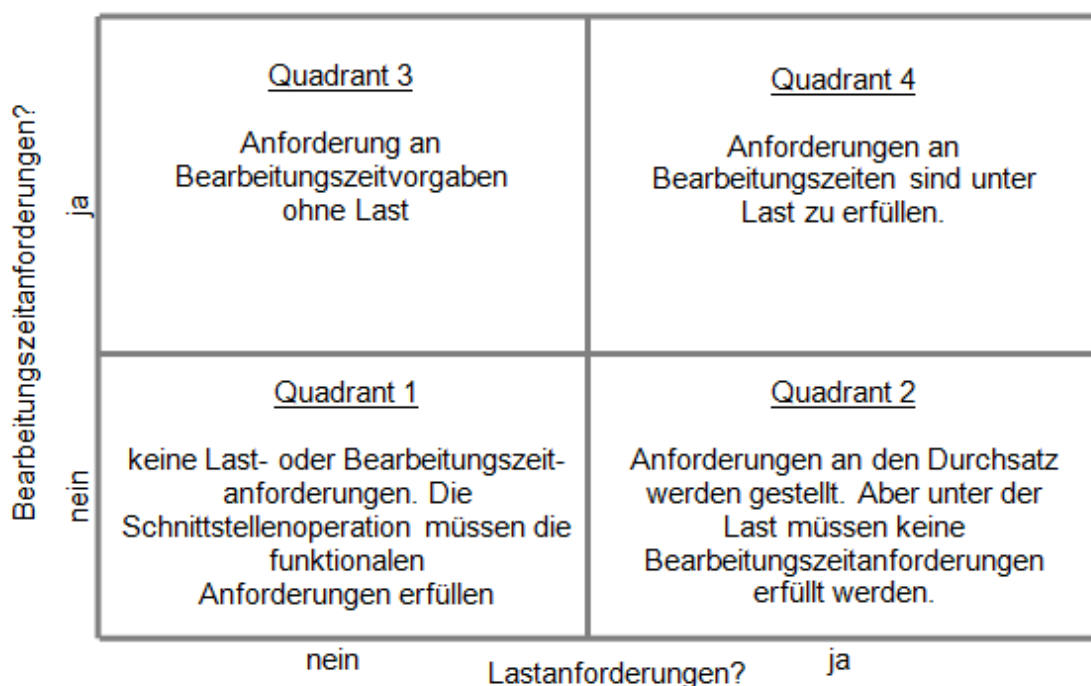 Bearbeitungszeitanforderungen?
ja
nein
Quadrant 3
Anforderung an
Bearbeitungszeitvorgaben
ohne Last
Quadrant 4
Anforderungen an
Bearbeitungszeiten sind unter
Last zu erfüllen.
Quadrant 1
keine Last- oder Bearbeitungszeit-
anforderungen. Die
Schnittstellenoperation müssen die
funktionalen
Anforderungen erfüllen
Quadrant 2
Anforderungen an den Durchsatz
werden gestellt. Aber unter der
Last müssen keine
Bearbeitungszeitanforderungen
erfüllt werden.
nein
Lastanforderungen?
ja